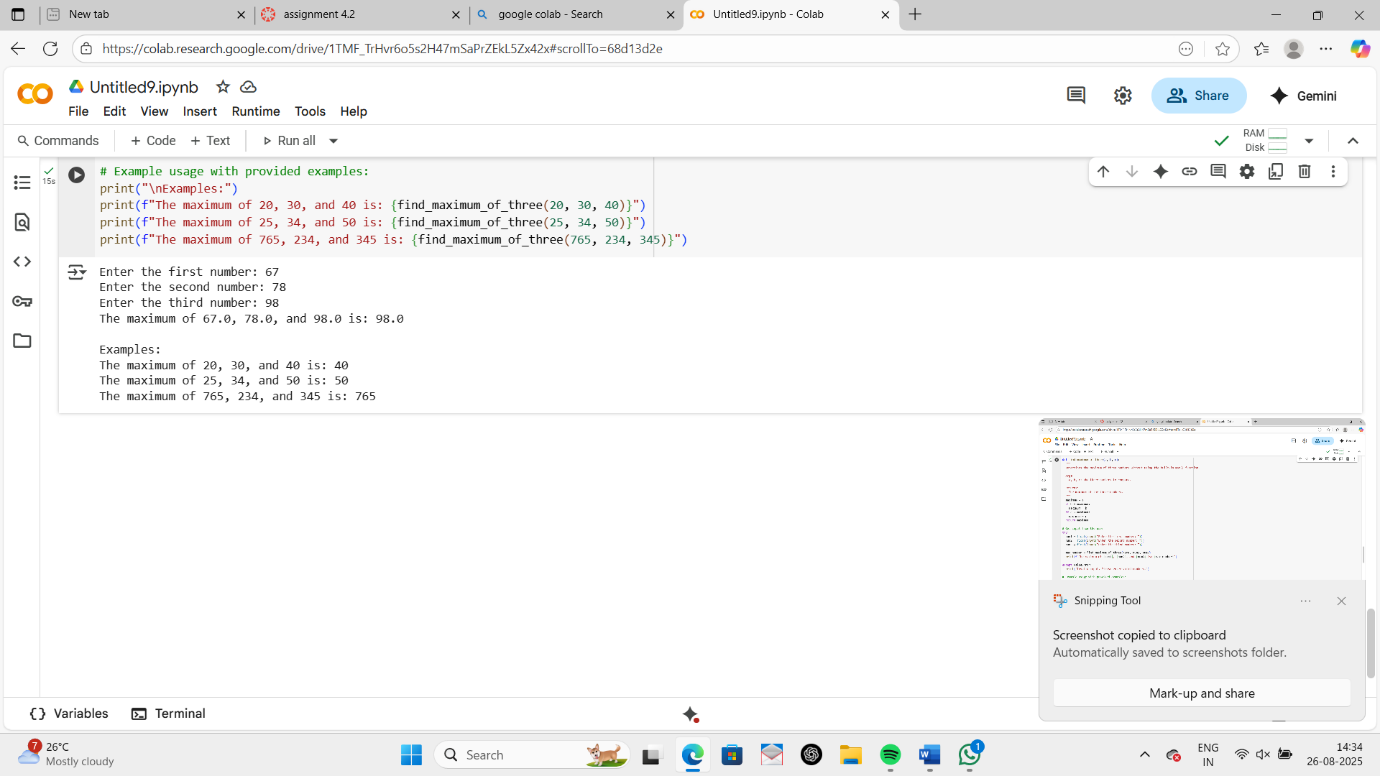 New tab
assignment 4.2
google colab - Search
Untitled9.ipynb - Colab
https://colab.research.google.com/drive/1TMF_TrHvr6o5s2H47mSaPrZEkL5Zx42x#scrollTo=68d13d2e
Untitled9.ipynb
File Edit View Insert Runtime Tools Help
Share
Gemini
Commands + Code + Text Run all
RAM
Disk
15s
# Example usage with provided examples:
print("\nExamples:")
print(f"The maximum of 20, 30, and 40 is: {find_maximum_of_three(20, 30, 40)}")
print(f"The maximum of 25, 34, and 50 is: {find_maximum_of_three(25, 34, 50)}")
print(f"The maximum of 765, 234, and 345 is: {find_maximum_of_three(765, 234, 345)}")
Enter the first number: 67
Enter the second number: 78
Enter the third number: 98
The maximum of 67.0, 78.0, and 98.0 is: 98.0
Examples:
The maximum of 20, 30, and 40 is: 40
The maximum of 25, 34, and 50 is: 50
The maximum of 765, 234, and 345 is: 765
Snipping Tool
Screenshot copied to clipboard
Automatically saved to screenshots folder.
Mark-up and share
{} Variables Terminal
7
26°C
Mostly cloudy
Search
1
ENG
IN
14:34
26-08-2025